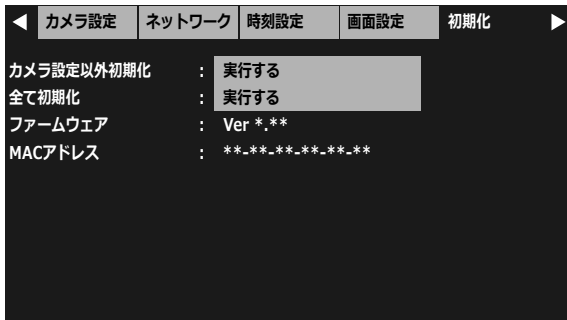 ◀ カメラ設定 ネットワーク 時刻設定 画面設定 初期化 ▶
カメラ設定以外初期化 : 実行する
全て初期化 : 実行する
ファームウェア : Ver *.**
MACアドレス : **-**-**-**-**-**